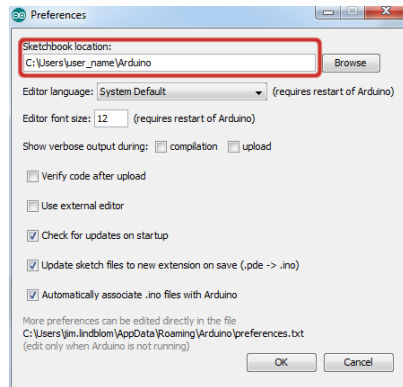 Preferences
Sketchbook location:
C:\Users\user_name\Arduino
Browse
Editor language: System Default (requires restart of Arduino)
Editor font size: 12 (requires restart of Arduino)
Show verbose output during: compilation upload
Verify code after upload
Use external editor
Check for updates on startup
Update sketch files to new extension on save (.pde -> .ino)
Automatically associate .ino files with Arduino
More preferences can be edited directly in the file
C:\Users\jim.lindblom\AppData\Roaming\Arduino\preferences.txt
(edit only when Arduino is not running)
OK Cancel